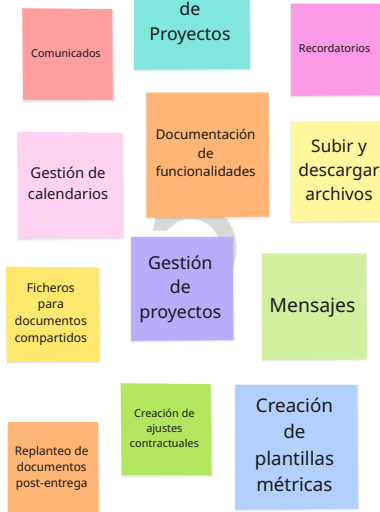 de
Proyectos
Comunicados
Recordatorios
Documentación
de
funcionalidades
Subir y
descargar
archivos
Gestión de
calendarios
Gestión
de
proyectos
Ficheros
para
documentos
compartidos
Mensajes
Creación de
ajustes
contractuales
Creación
de
plantillas
métricas
Replanteo de
documentos
post-entrega